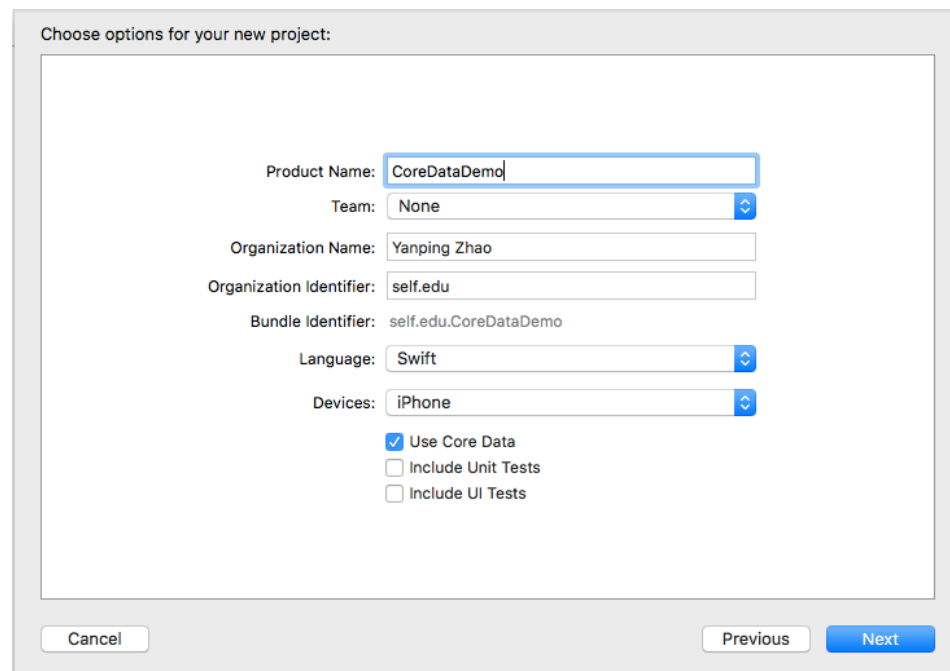 Choose options for your new project:
Product Name: CoreDataDemo
Team: None
Organization Name: Yanping Zhao
Organization Identifier: self.edu
Bundle Identifier: self.edu.CoreDataDemo
Language: Swift
Devices: iPhone
Use Core Data
Include Unit Tests
Include UI Tests
Cancel Previous Next